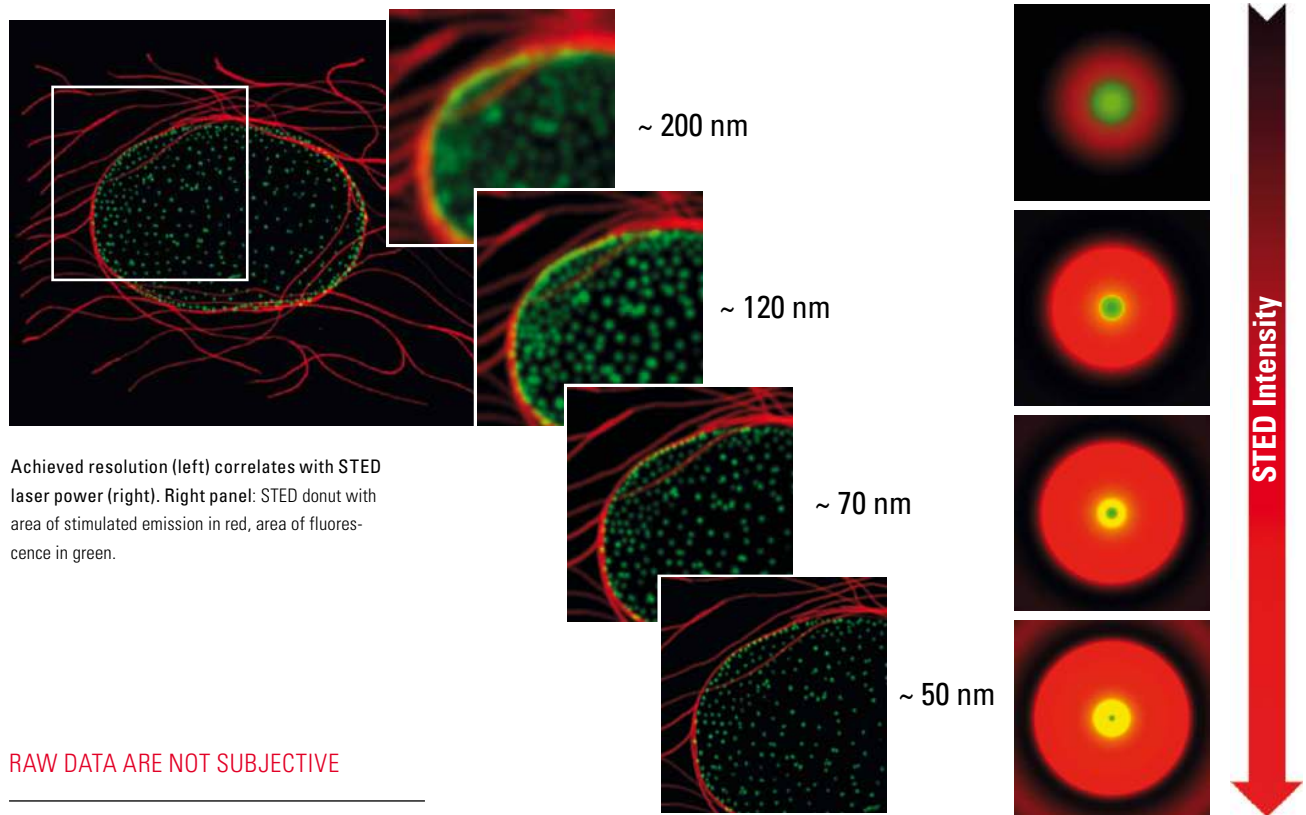 ~ 200 nm
~ 120 nm
Achieved resolution (left) correlates with STED
laser power (right). Right panel: STED donut with
area of stimulated emission in red, area of fluores-
cence in green.
~ 70 nm
~ 50 nm
STED Intensity
RAW DATA ARE NOT SUBJECTIVE